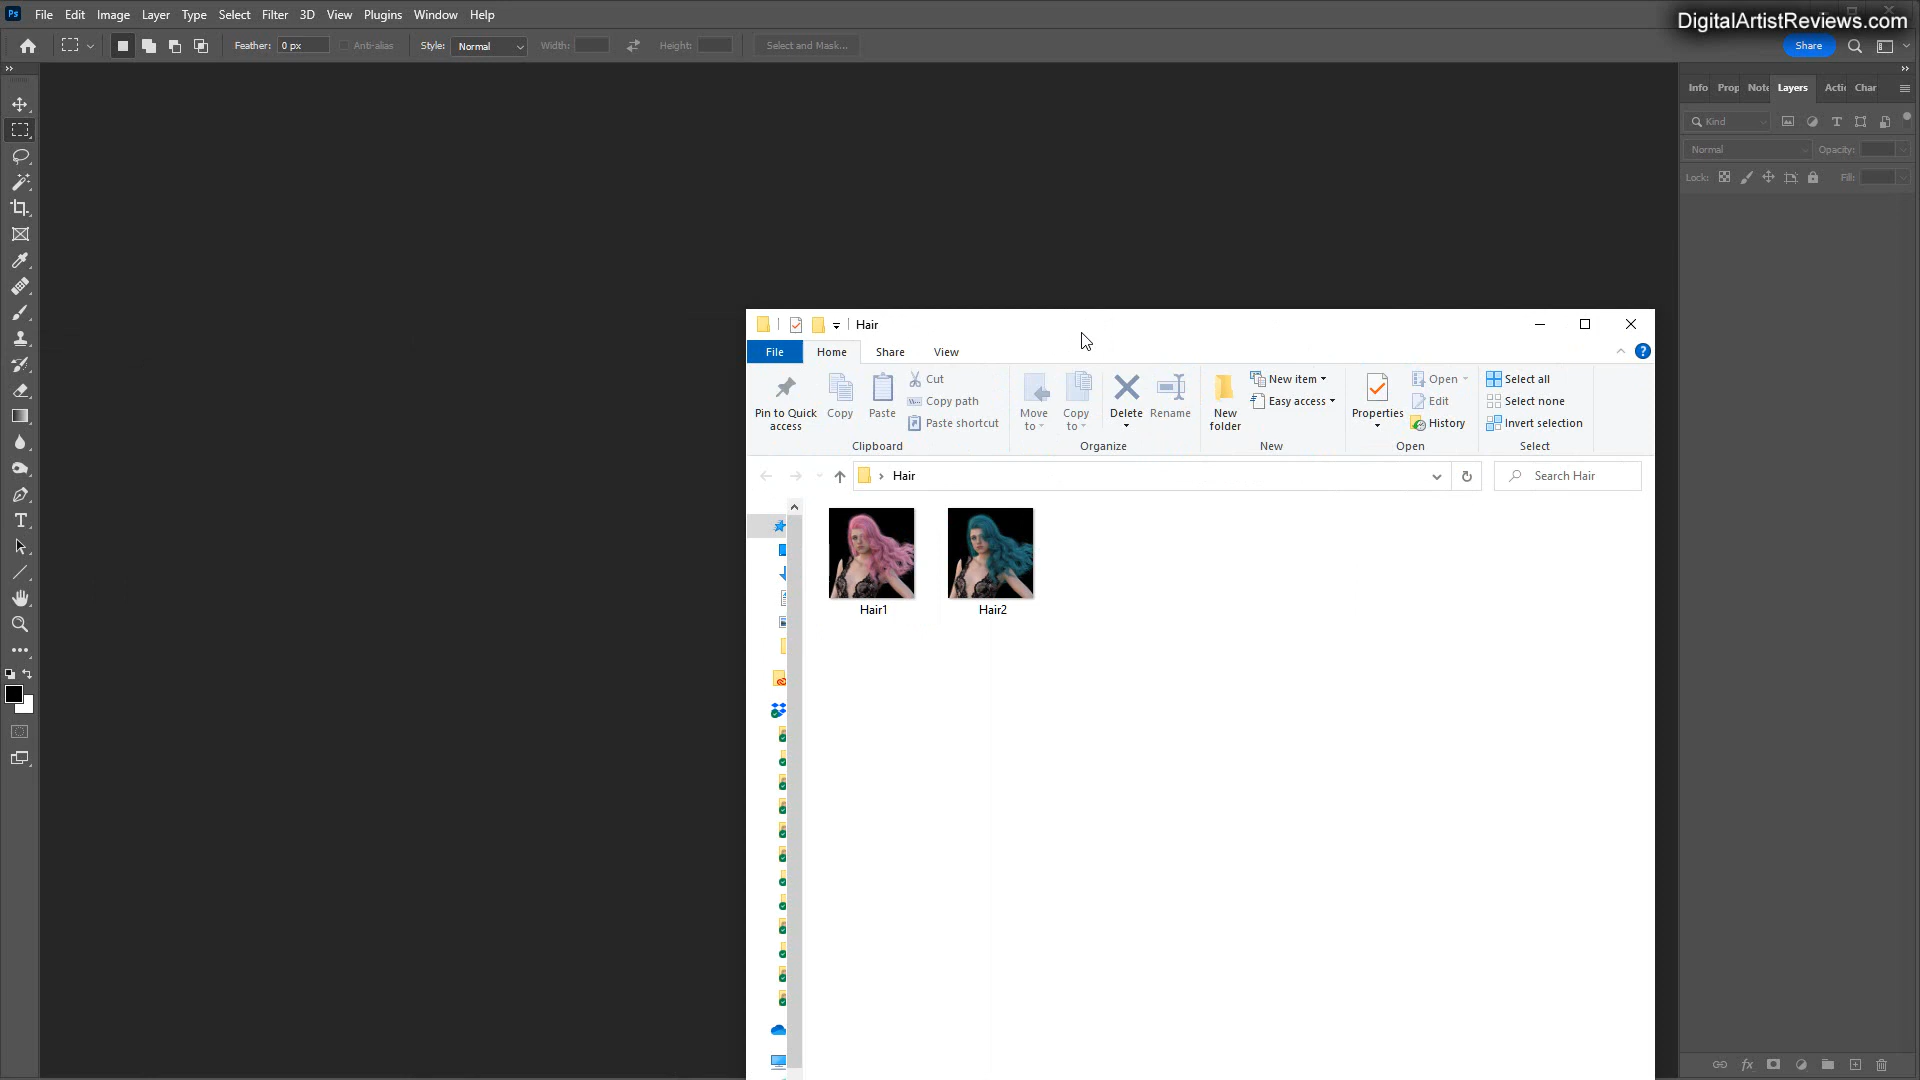 Ps File Edit Image Layer Type Select Filter 3D View Plugins Window Help
DigitalArtistReviews.com
Feather: 0 px Anti-alias Style: Normal Width: Height: Select and Mask... Share
Info Prop Note Layers Acti Char
Kind
Normal Opacity:
Lock: Fill:
Hair
File Home Share View
Pin to Quick access
Copy
Paste
Cut
Copy path
Paste shortcut
Clipboard
Move to
Copy to
Delete
Rename
Organize
New folder
New item
Easy access
New
Properties
Open
Edit
History
Open
Select all
Select none
Invert selection
Select
Hair
Search Hair
Hair1 Hair2
fx